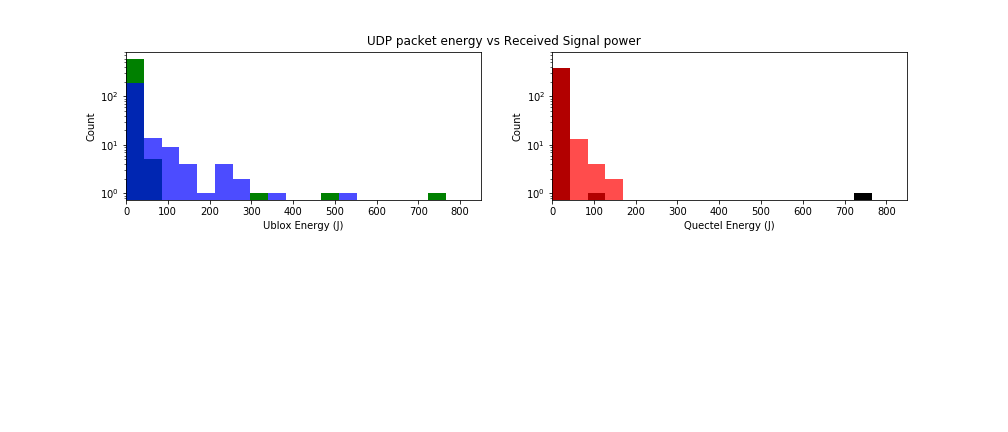 UDP packet energy vs Received Signal power
Count
10²
10¹
10⁰
0 100 200 300 400 500 600 700 800
Ublox Energy (J)
Count
10²
10¹
10⁰
0 100 200 300 400 500 600 700 800
Quectel Energy (J)